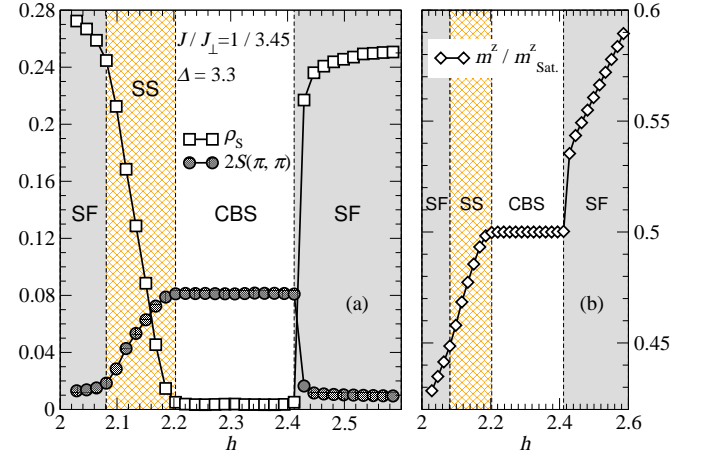 0.28
0.24
0.2
0.16
0.12
0.08
0.04
0
2
2.1
2.2
2.3
2.4
2.5
h
J / J⊥=1 / 3.45
Δ = 3.3
SS
ρS
2S(π, π)
SF
CBS
SF
(a)
0.6
0.55
0.5
0.45
2
2.2
2.4
2.6
h
m^z / m^z_Sat.
SF
SS
CBS
SF
(b)